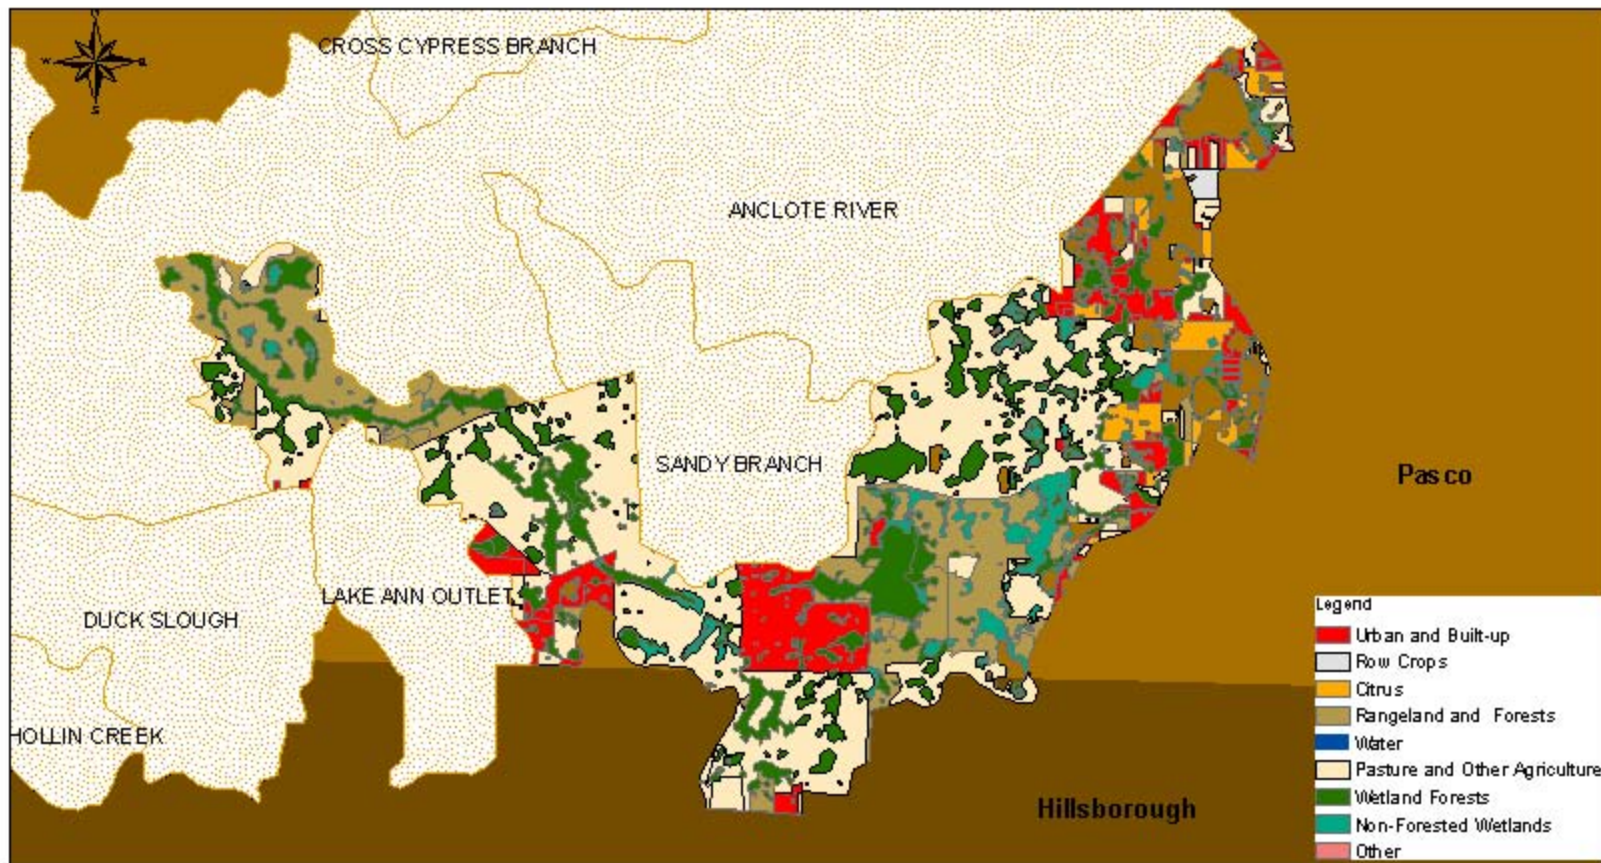 CROSS CYPRESS BRANCH
W
S
ANCLOTE RIVER
SANDY BRANCH
Pasco
LAKE ANN OUTLET
DUCK SLOUGH
HOLLIN CREEK
Hillsborough
Legend
Urban and Built-up
Row Crops
Citrus
Rangeland and Forests
Water
Pasture and Other Agriculture
Wetland Forests
Non-Forested Wetlands
Other